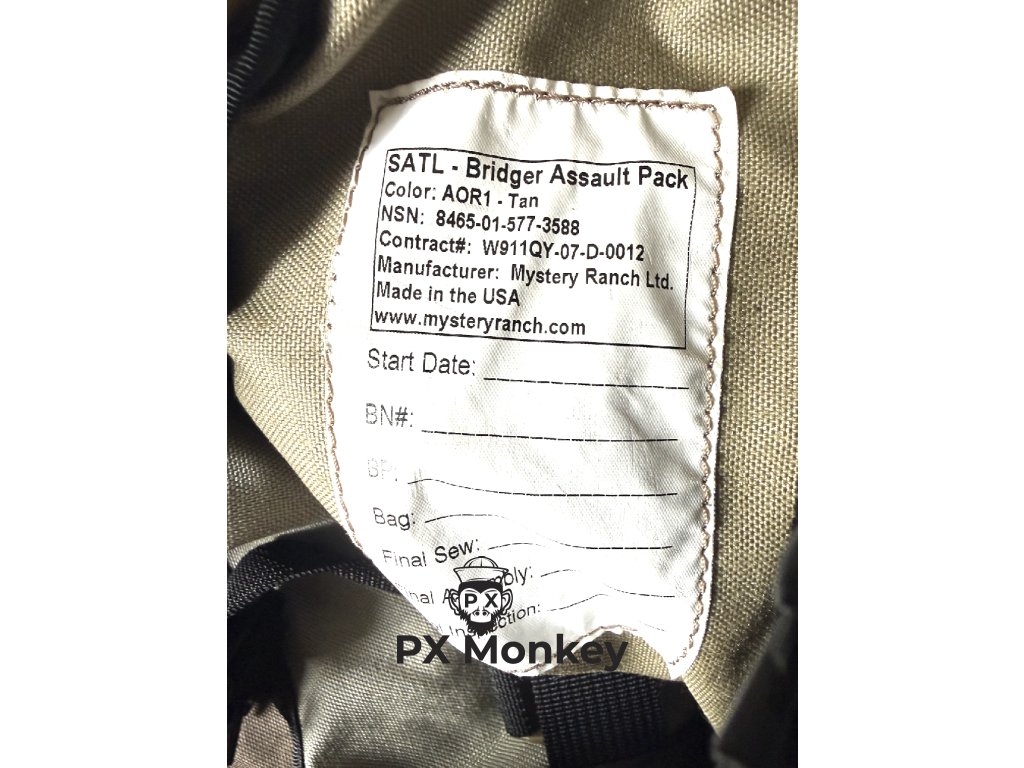 SATL - Bridger Assault Pack
Color: AOR1 - Tan
NSN: 8465-01-577-3588
Contract#: W911QY-07-D-0012
Manufacturer: Mystery Ranch Ltd.
Made in the USA
www.mysteryranch.com
Start Date:
BN#:
Bag:
Final Sew:
PX
PX Monkey